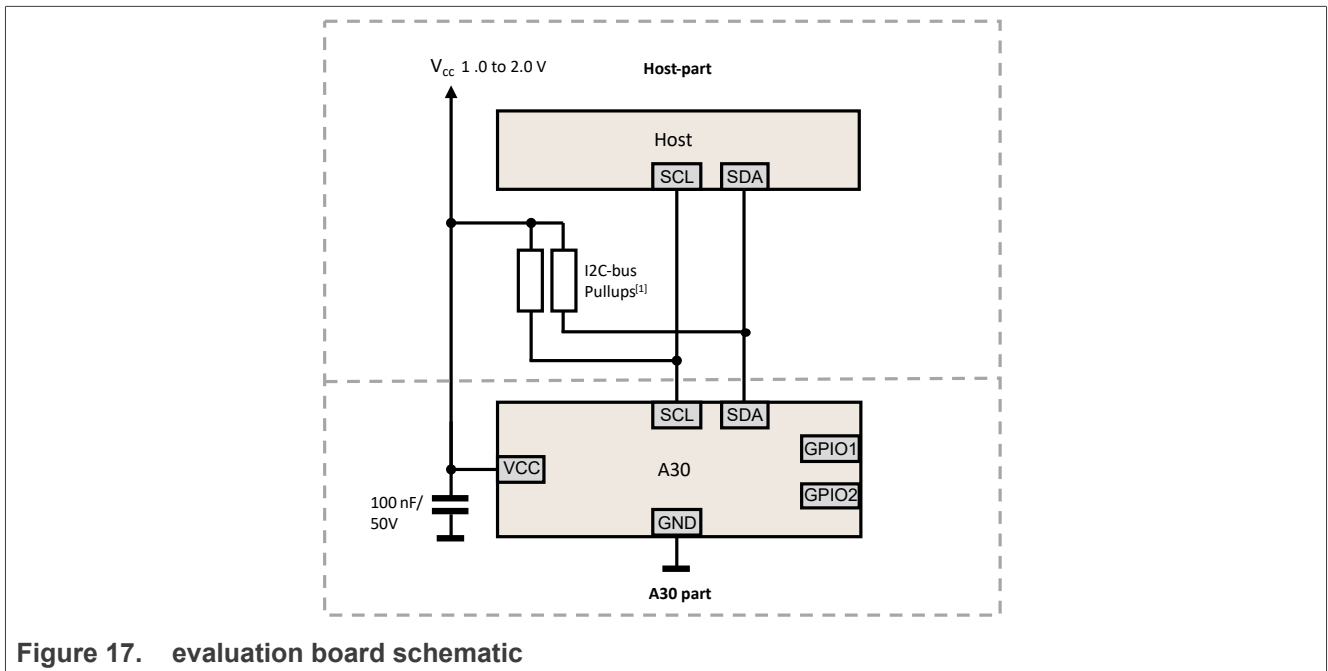 Vcc 1 .0 to 2.0 V
Host-part
Host
SCL
SDA
I2C-bus
Pullups[1]
SCL
SDA
GPIO1
VCC
A30
GPIO2
100 nF/
50V
GND
A30 part
Figure 17. evaluation board schematic